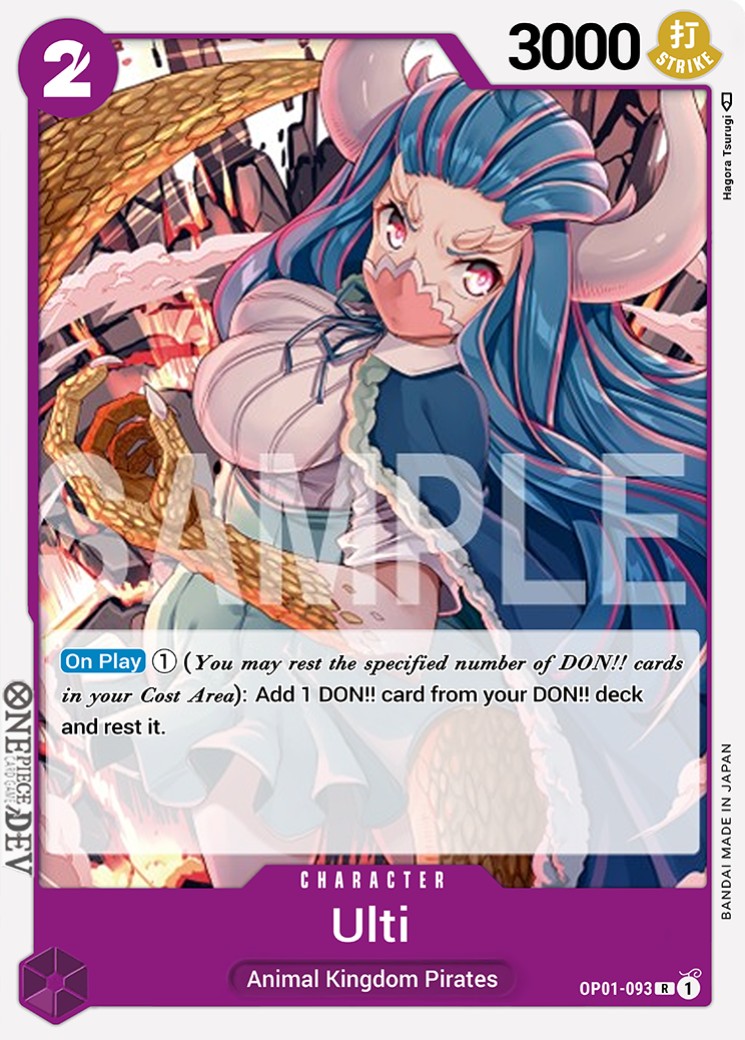 2
3000
打
STRIKE
Hagora Tsurugi
SAMPLE
On Play ① (You may rest the specified number of DON!! cards
in your Cost Area): Add 1 DON!! card from your DON!! deck
and rest it.
ONE PIECE
CARD GAME
DEV
BANDAI MADE IN JAPAN
CHARACTER
Ulti
Animal Kingdom Pirates
OP01-093 R 1